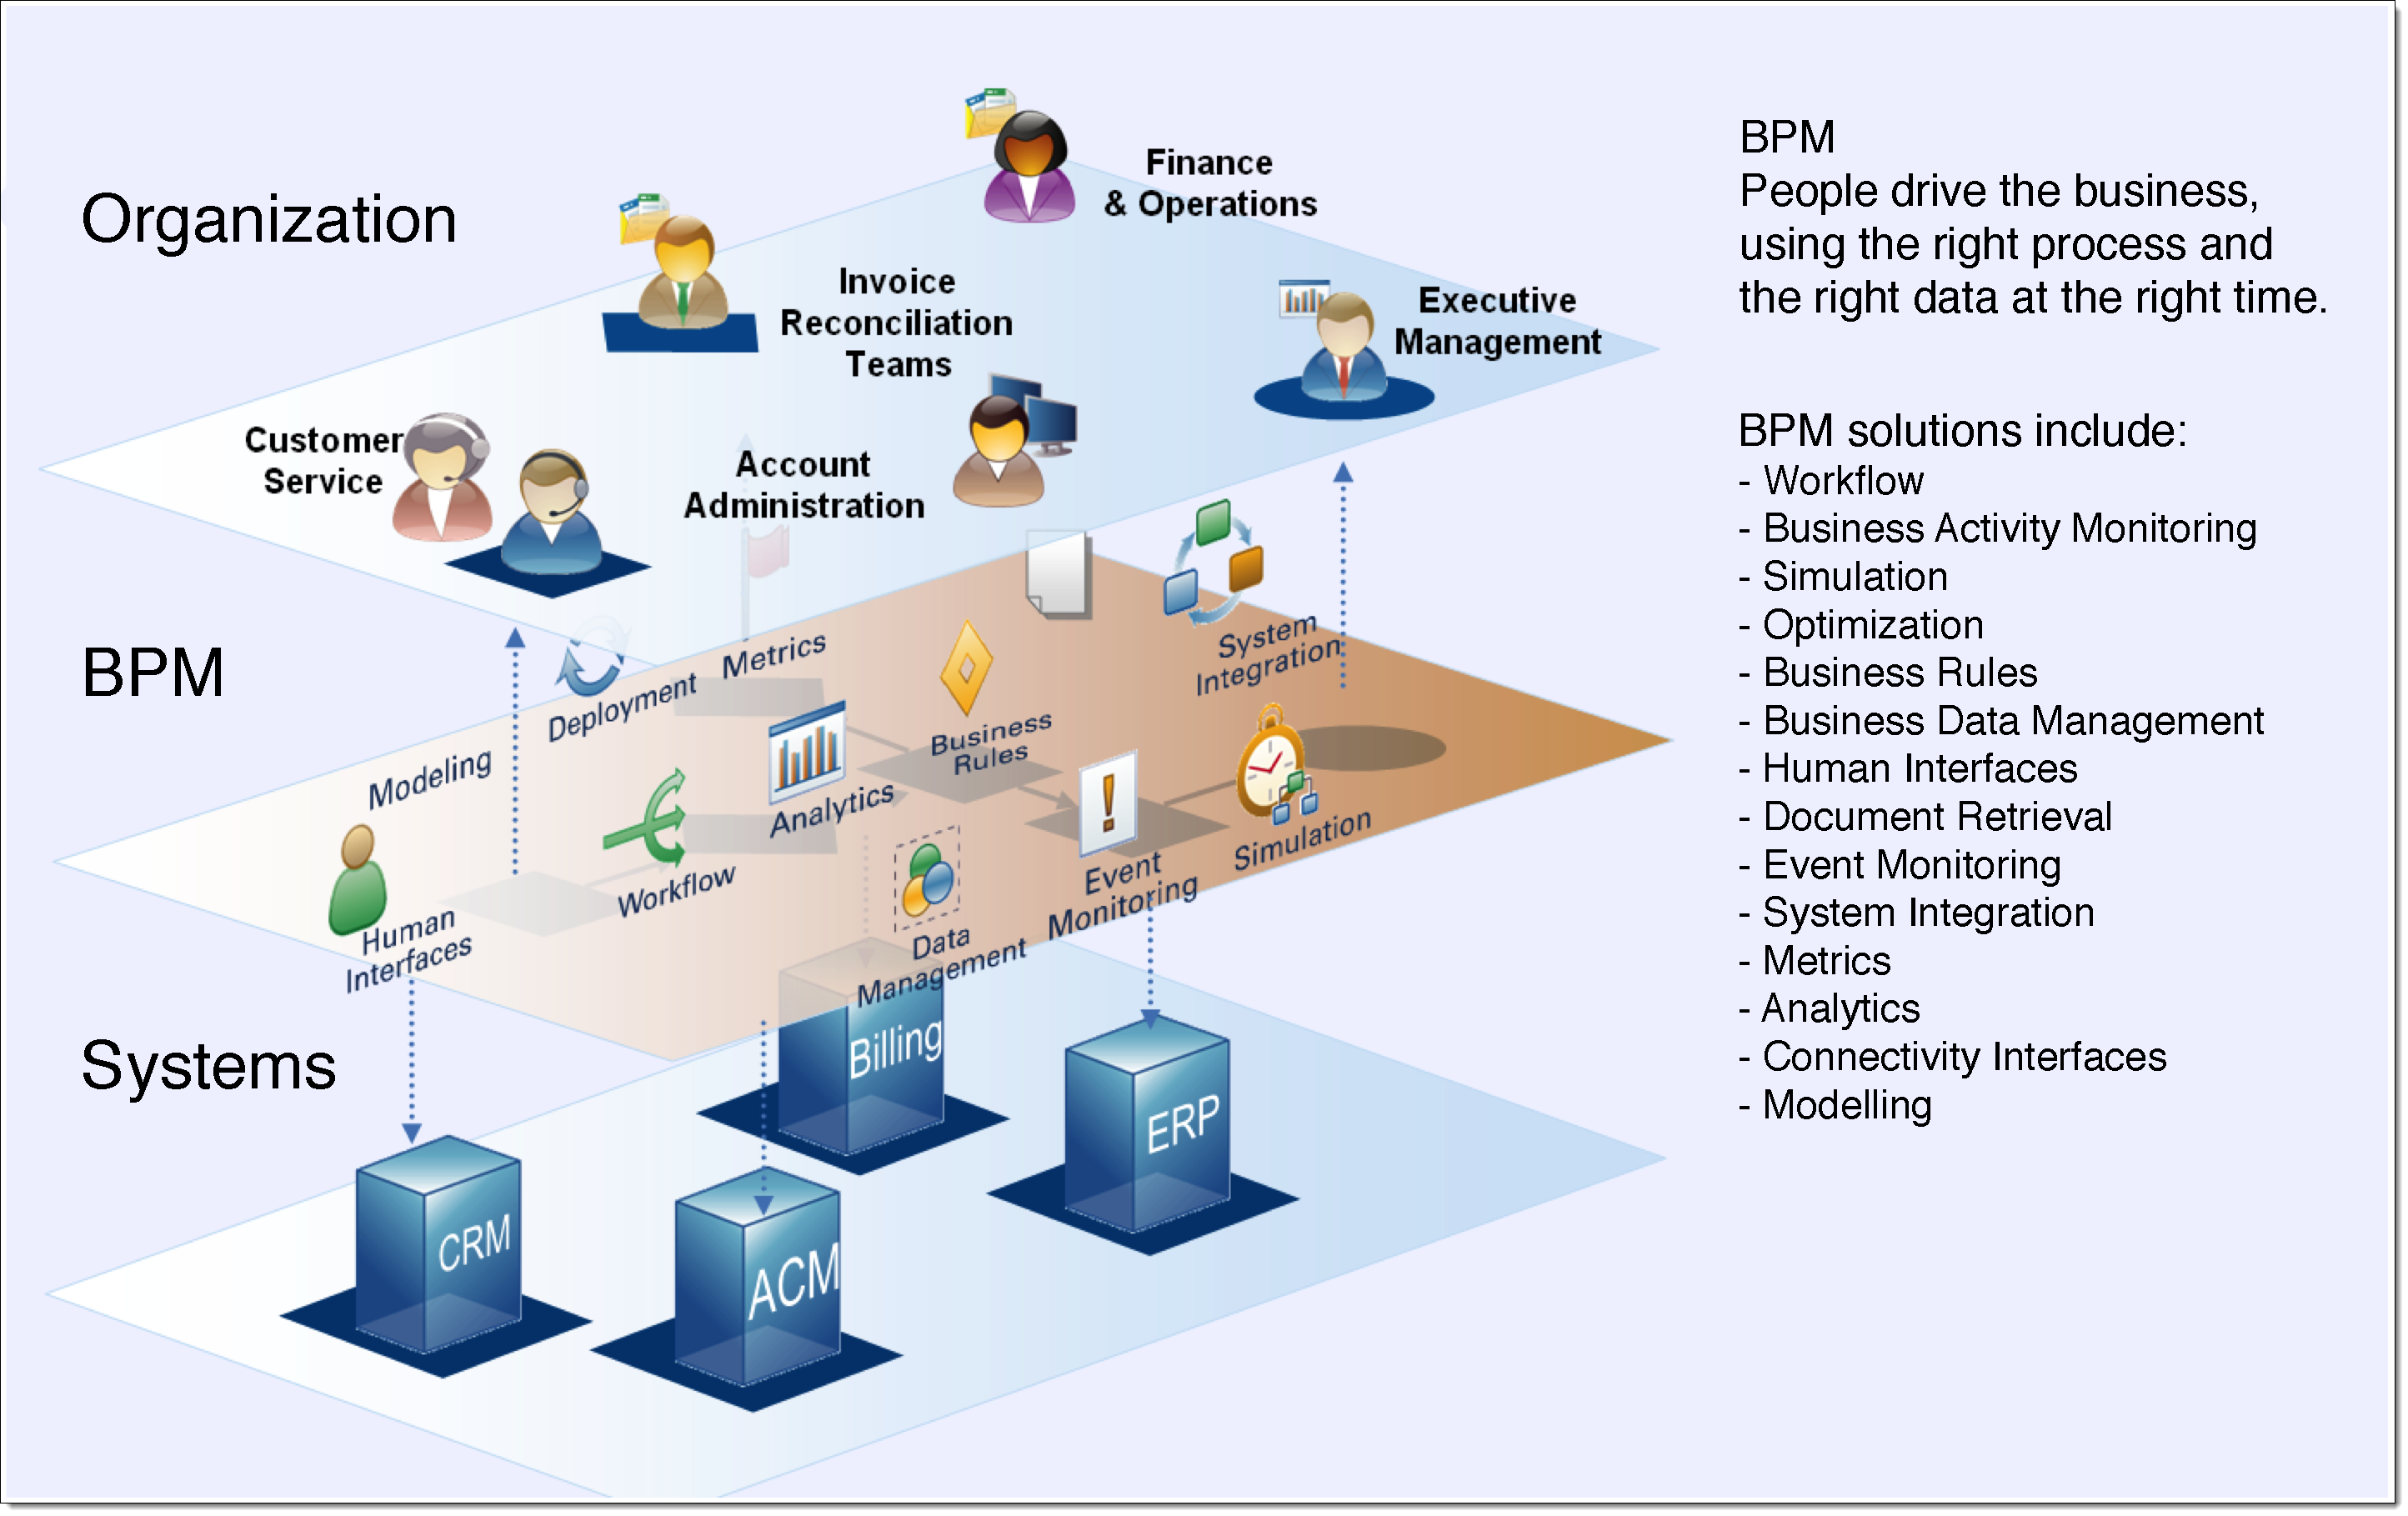 Organization
Finance
& Operations
Invoice
Reconciliation
Teams
Executive
Management
Customer
Service
Account
Administration
BPM
Metrics
Deployment
System
Integration
Business
Rules
Modeling
Analytics
Workflow
Simulation
Event
Monitoring
Human
Interfaces
Data
Management
Systems
Billing
ERP
CRM
ACM
BPM
People drive the business,
using the right process and
the right data at the right time.
BPM solutions include:
- Workflow
- Business Activity Monitoring
- Simulation
- Optimization
- Business Rules
- Business Data Management
- Human Interfaces
- Document Retrieval
- Event Monitoring
- System Integration
- Metrics
- Analytics
- Connectivity Interfaces
- Modelling